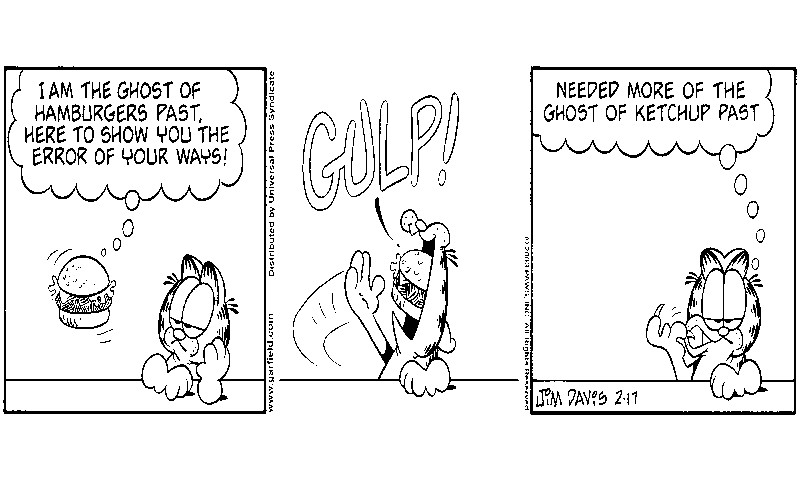 I AM THE GHOST OF
HAMBURGERS PAST,
HERE TO SHOW YOU THE
ERROR OF YOUR WAYS!
www.garfield.com
Distributed by Universal Press Syndicate
GULP!
NEEDED MORE OF THE
GHOST OF KETCHUP PAST
JIM DAVIS 2·17